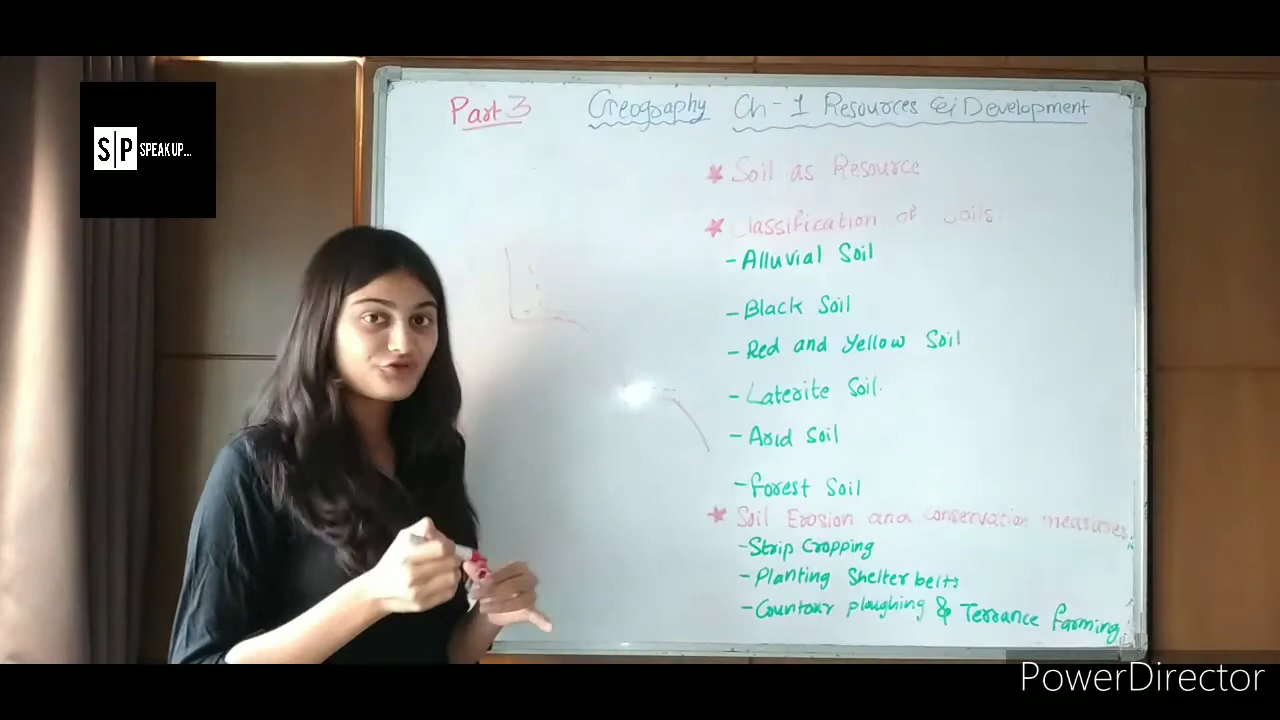 S|P SPEAK UP...
Part 3 Geography Ch-1 Resources & Development
* Soil as Resource
* Classification of Soils
- Alluvial Soil
- Black Soil
- Red and Yellow Soil
- Laterite Soil
- Arid Soil
- Forest Soil
* Soil Erosion and Conservation measures
- Strip Cropping
- Planting Shelter belts
- Countour ploughing & Terrance farming
PowerDirector